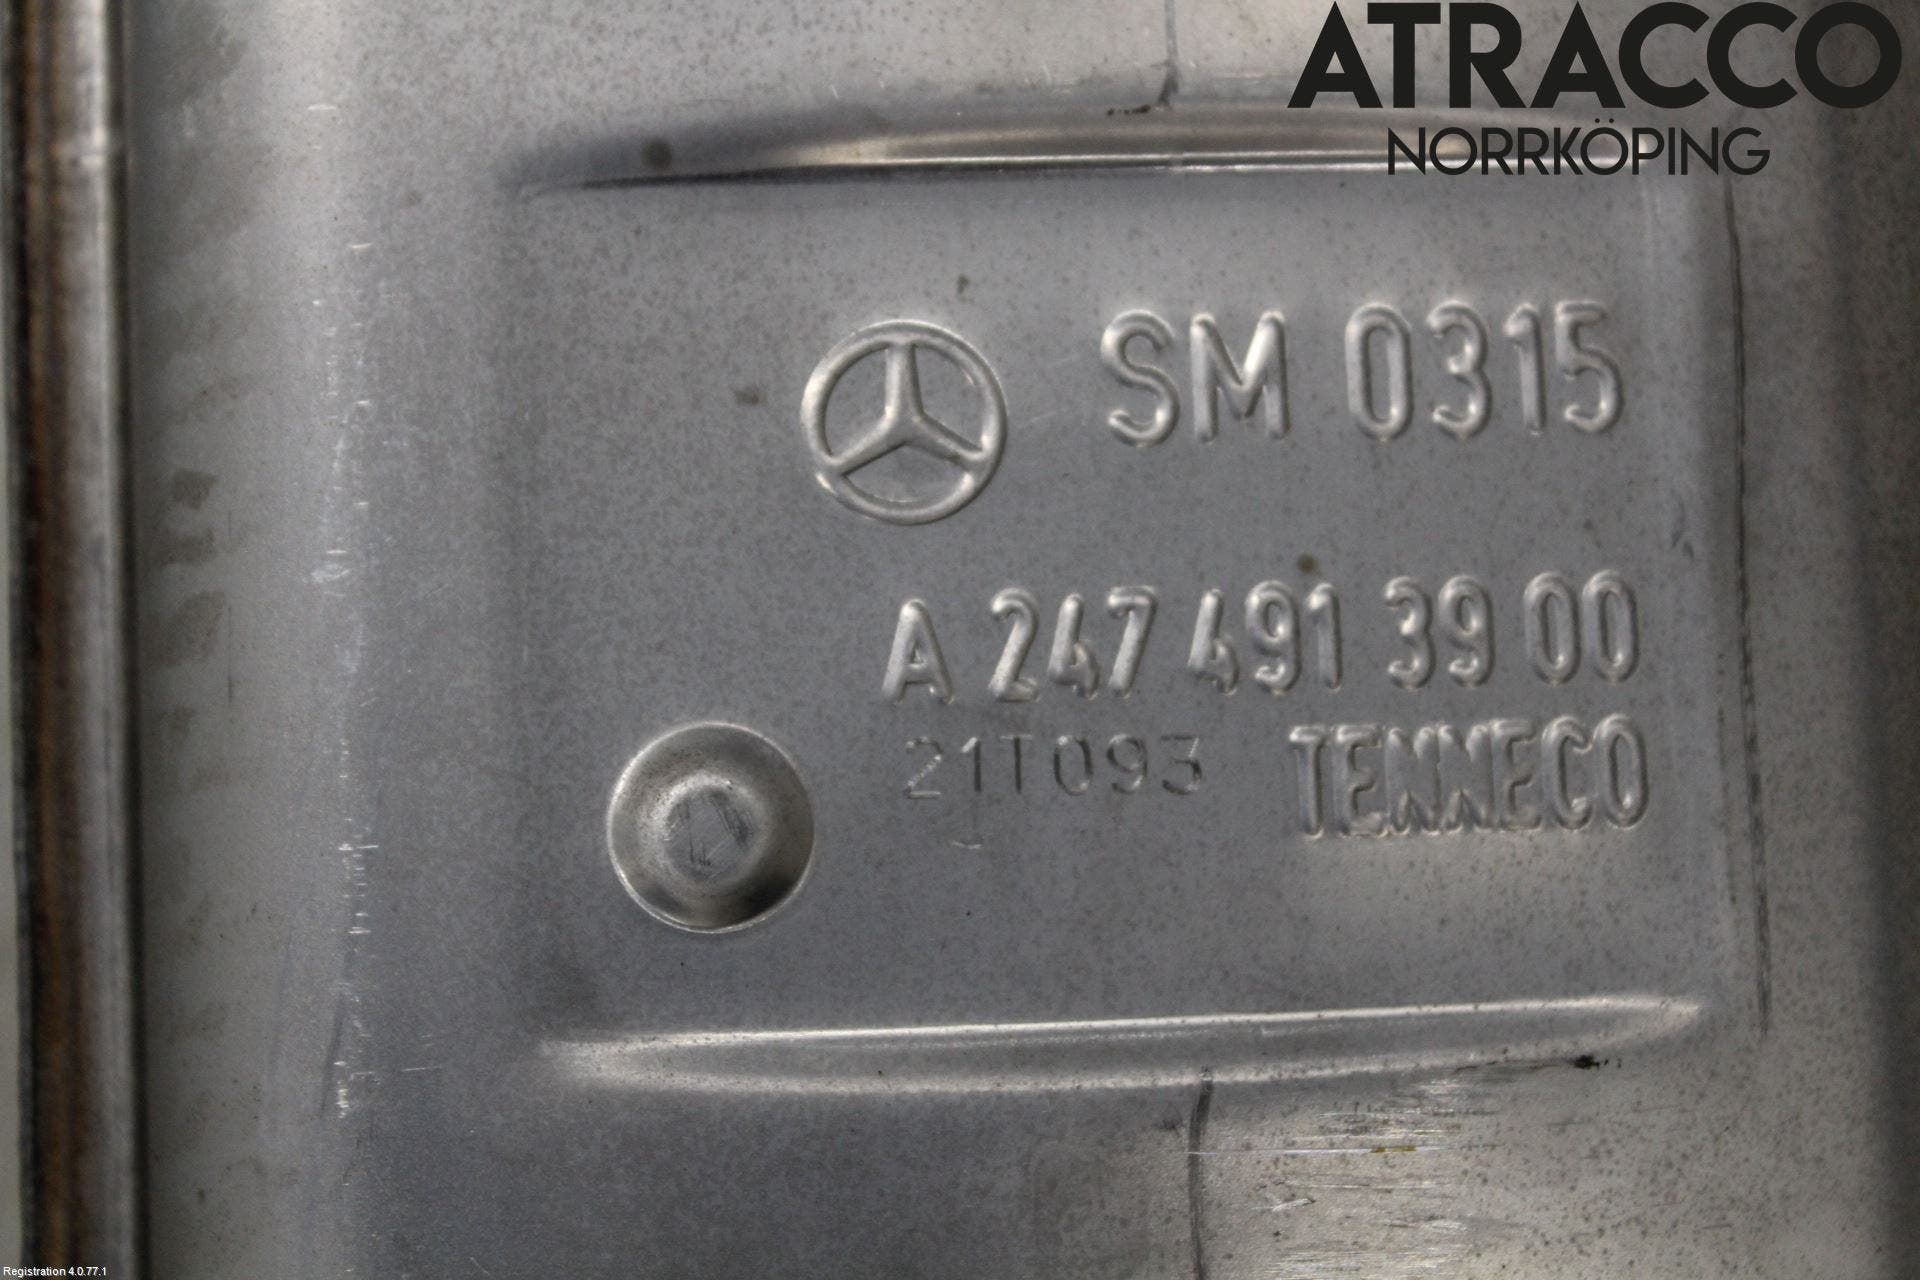 ATRACCO
NORRKÖPING
SM 0315
A 247 491 39 00
21T093 TENNECO
Registration 4.0.77.1